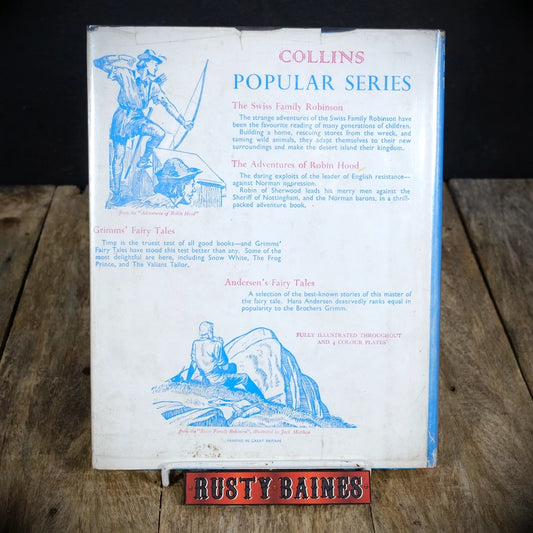 COLLINS
POPULAR SERIES
The Swiss Family Robinson
The strange adventures of the Swiss Family Robinson have
been the favourite reading of many generations of children.
Building a home, rescuing stores from the wreck, and
taming wild animals, they adapt themselves to their new
surroundings and make the desert island their kingdom.
The Adventures of Robin Hood
The daring exploits of the leader of English resistance—
against Norman oppression.
Robin of Sherwood leads his merry men against the
Sheriff of Nottingham, and the Norman barons, in a thrill-
packed adventure book.
from the "Adventures of Robin Hood"
Grimms' Fairy Tales
Time is the truest test of all good books—and Grimms'
Fairy Tales have stood this test better than any. Some of the
most delightful are here, including Snow White, The Frog
Prince, and The Valiant Tailor.
Andersen's Fairy Tales
A selection of the best-known stories of this master of
the fairy tale. Hans Andersen deservedly ranks equal in
popularity to the Brothers Grimm.
FULLY ILLUSTRATED THROUGHOUT
AND 4 COLOUR PLATES
from the "Swiss Family Robinson", illustrated by Jack Matthew
PRINTED IN GREAT BRITAIN
RUSTY BAINES